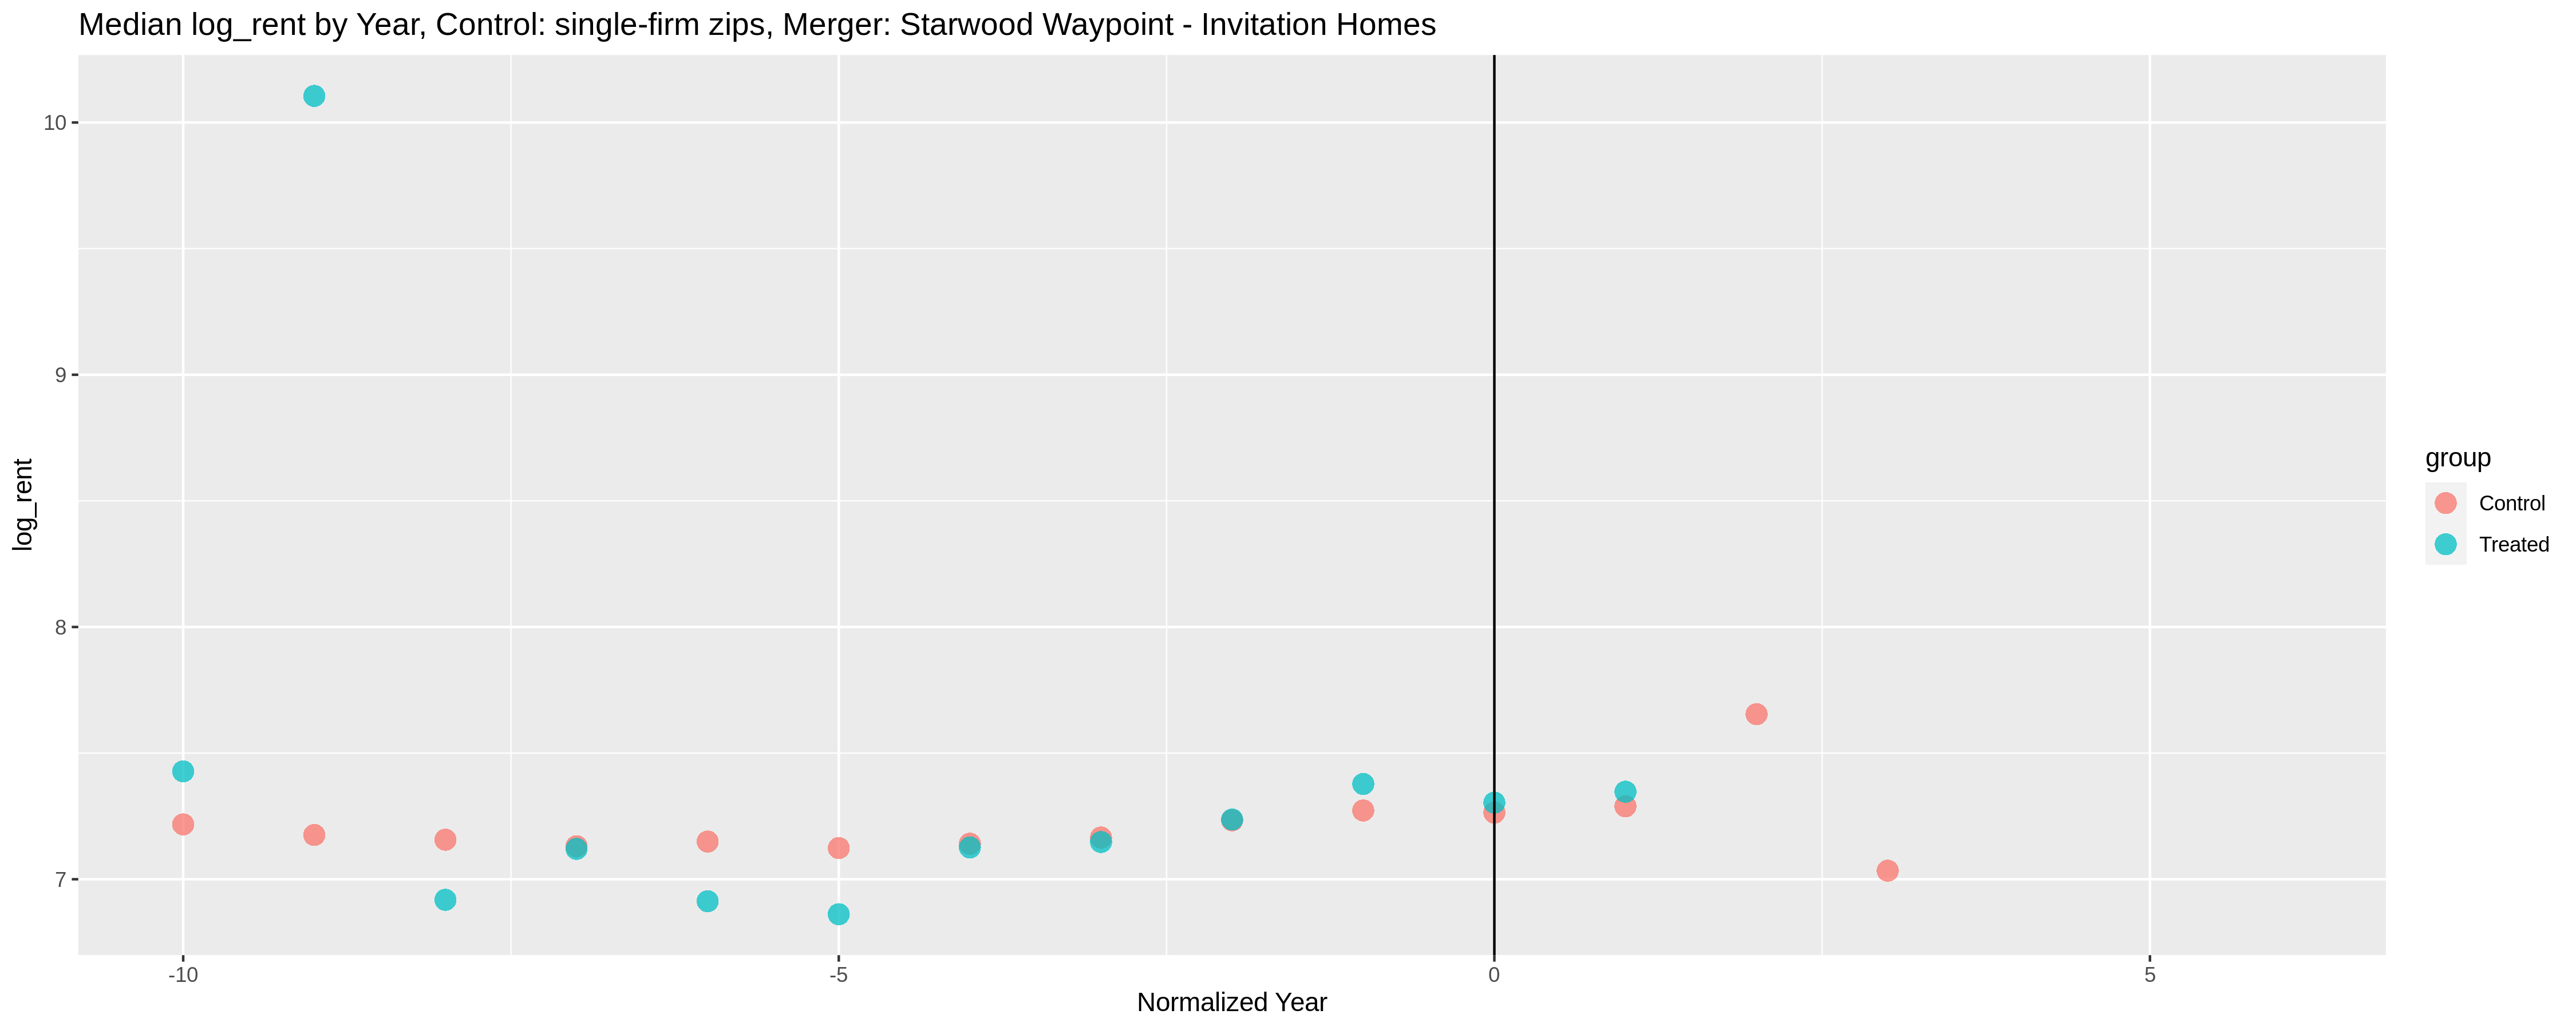 Median log_rent by Year, Control: single-firm zips, Merger: Starwood Waypoint - Invitation Homes
10
9
8
7
log_rent
-10
-5
0
5
Normalized Year
group
Control
Treated